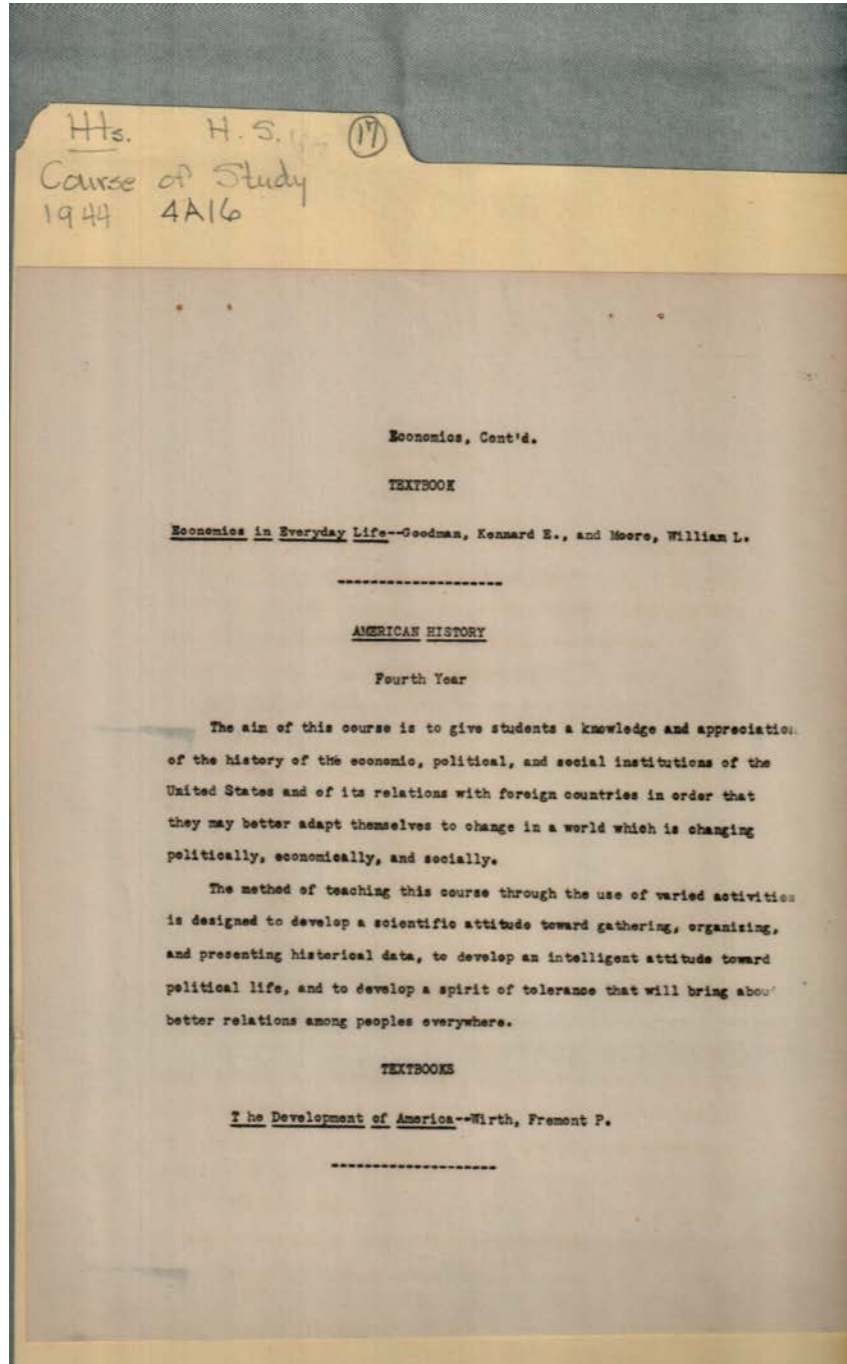 Hts. H.S. 17
Course of Study
1944 4A16
Economics, Cont'd.
TEXTBOOK
Economics in Everyday Life--Goodman, Kennard E., and Moore, William L.
--------------------
AMERICAN HISTORY
Fourth Year
The aim of this course is to give students a knowledge and appreciation
of the history of the economic, political, and social institutions of the
United States and of its relations with foreign countries in order that
they may better adapt themselves to change in a world which is changing
politically, economically, and socially.
The method of teaching this course through the use of varied activities
is designed to develop a scientific attitude toward gathering, organizing,
and presenting historical data, to develop an intelligent attitude toward
political life, and to develop a spirit of tolerance that will bring abou
better relations among peoples everywhere.
TEXTBOOKS
T he Development of America--Wirth, Fremont P.
--------------------